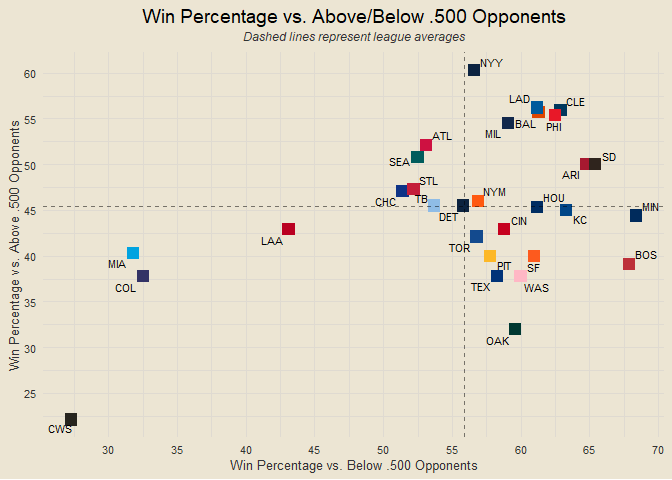 Win Percentage vs. Above/Below .500 Opponents
Dashed lines represent league averages
Win Percentage vs. Above .500 Opponents
60
55
50
45
40
35
30
25
NYY
LAD
CLE
BAL
PHI
MIL
ATL
SEA
SD
ARI
STL
CHC
TB
DET
NYM
HOU
KC
MIN
LAA
CIN
TOR
MIA
COL
PIT
SF
BOS
TEX
WAS
OAK
CWS
30
35
40
45
50
55
60
65
70
Win Percentage vs. Below .500 Opponents